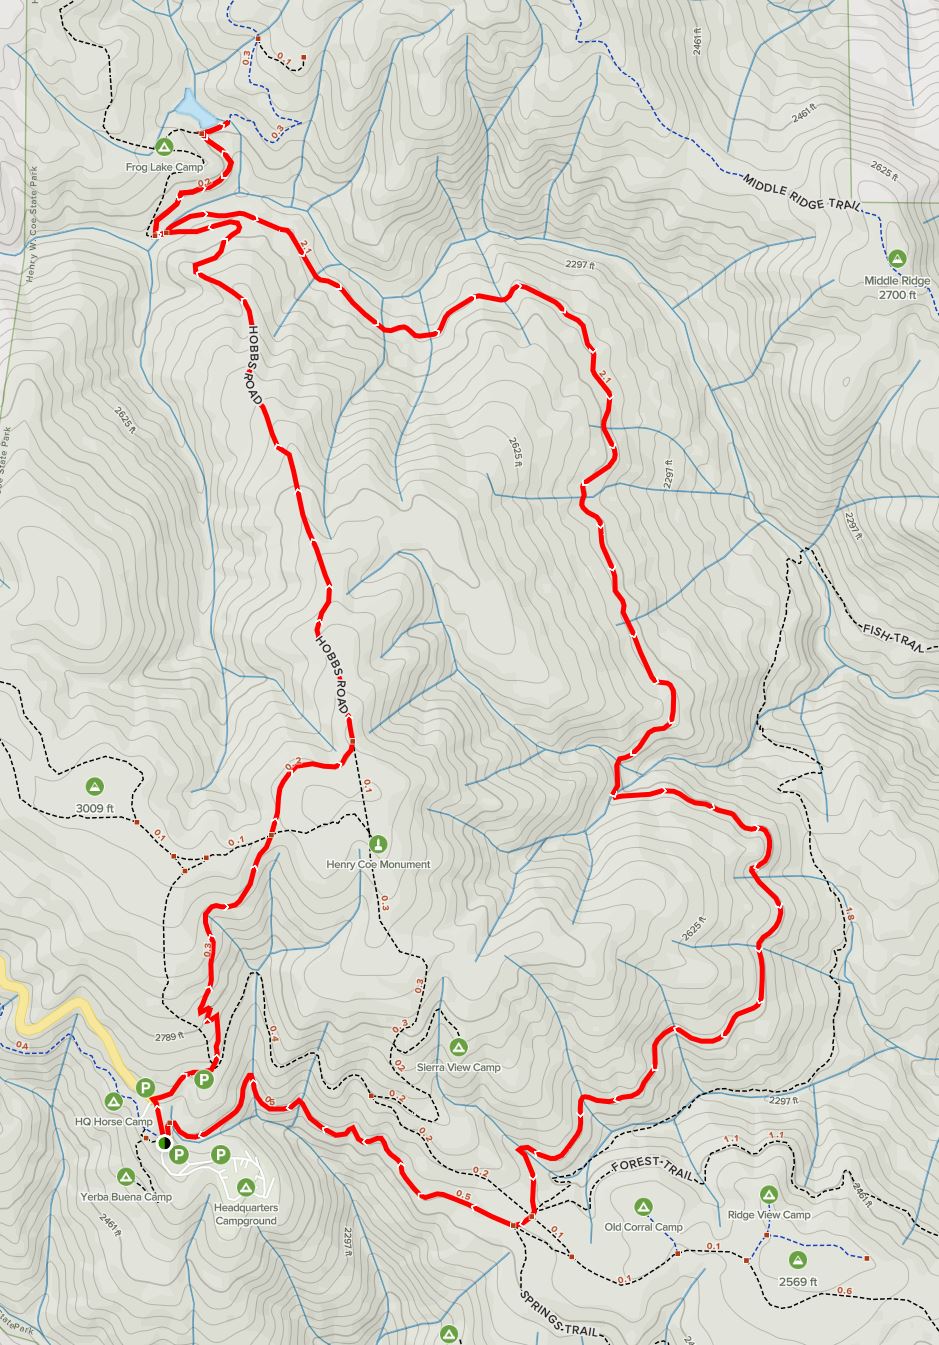 2461 ft
0.3
0.1
2461 ft
0.3
Frog Lake Camp
2625 ft
0.2
MIDDLE RIDGE TRAIL
Henry W. Coe State Park
2.1
2297 ft
Middle Ridge
2700 ft
HOBBS ROAD
2.1
2625 ft
2625 ft
2297 ft
2297 ft
FISH TRAI
HOBBS ROAD
0.2
0.1
3009 ft
0.1
0.1
Henry Coe Monument
0.3
1.8
2625 ft
0.3
0.3
2789 ft
0.4
0.3
Sierra View Camp
0.2
P
P
0.2
HQ Horse Camp
0.5
2297 ft
0.2
1.1
1.1
P
P
0.2
FOREST TRAIL
Yerba Buena Camp
Headquarters
Campground
0.5
2461 ft
Ridge View Camp
Old Corral Camp
2461 ft
2297 ft
0.1
0.1
0.1
2569 ft
0.6
SPRINGS TRAIL